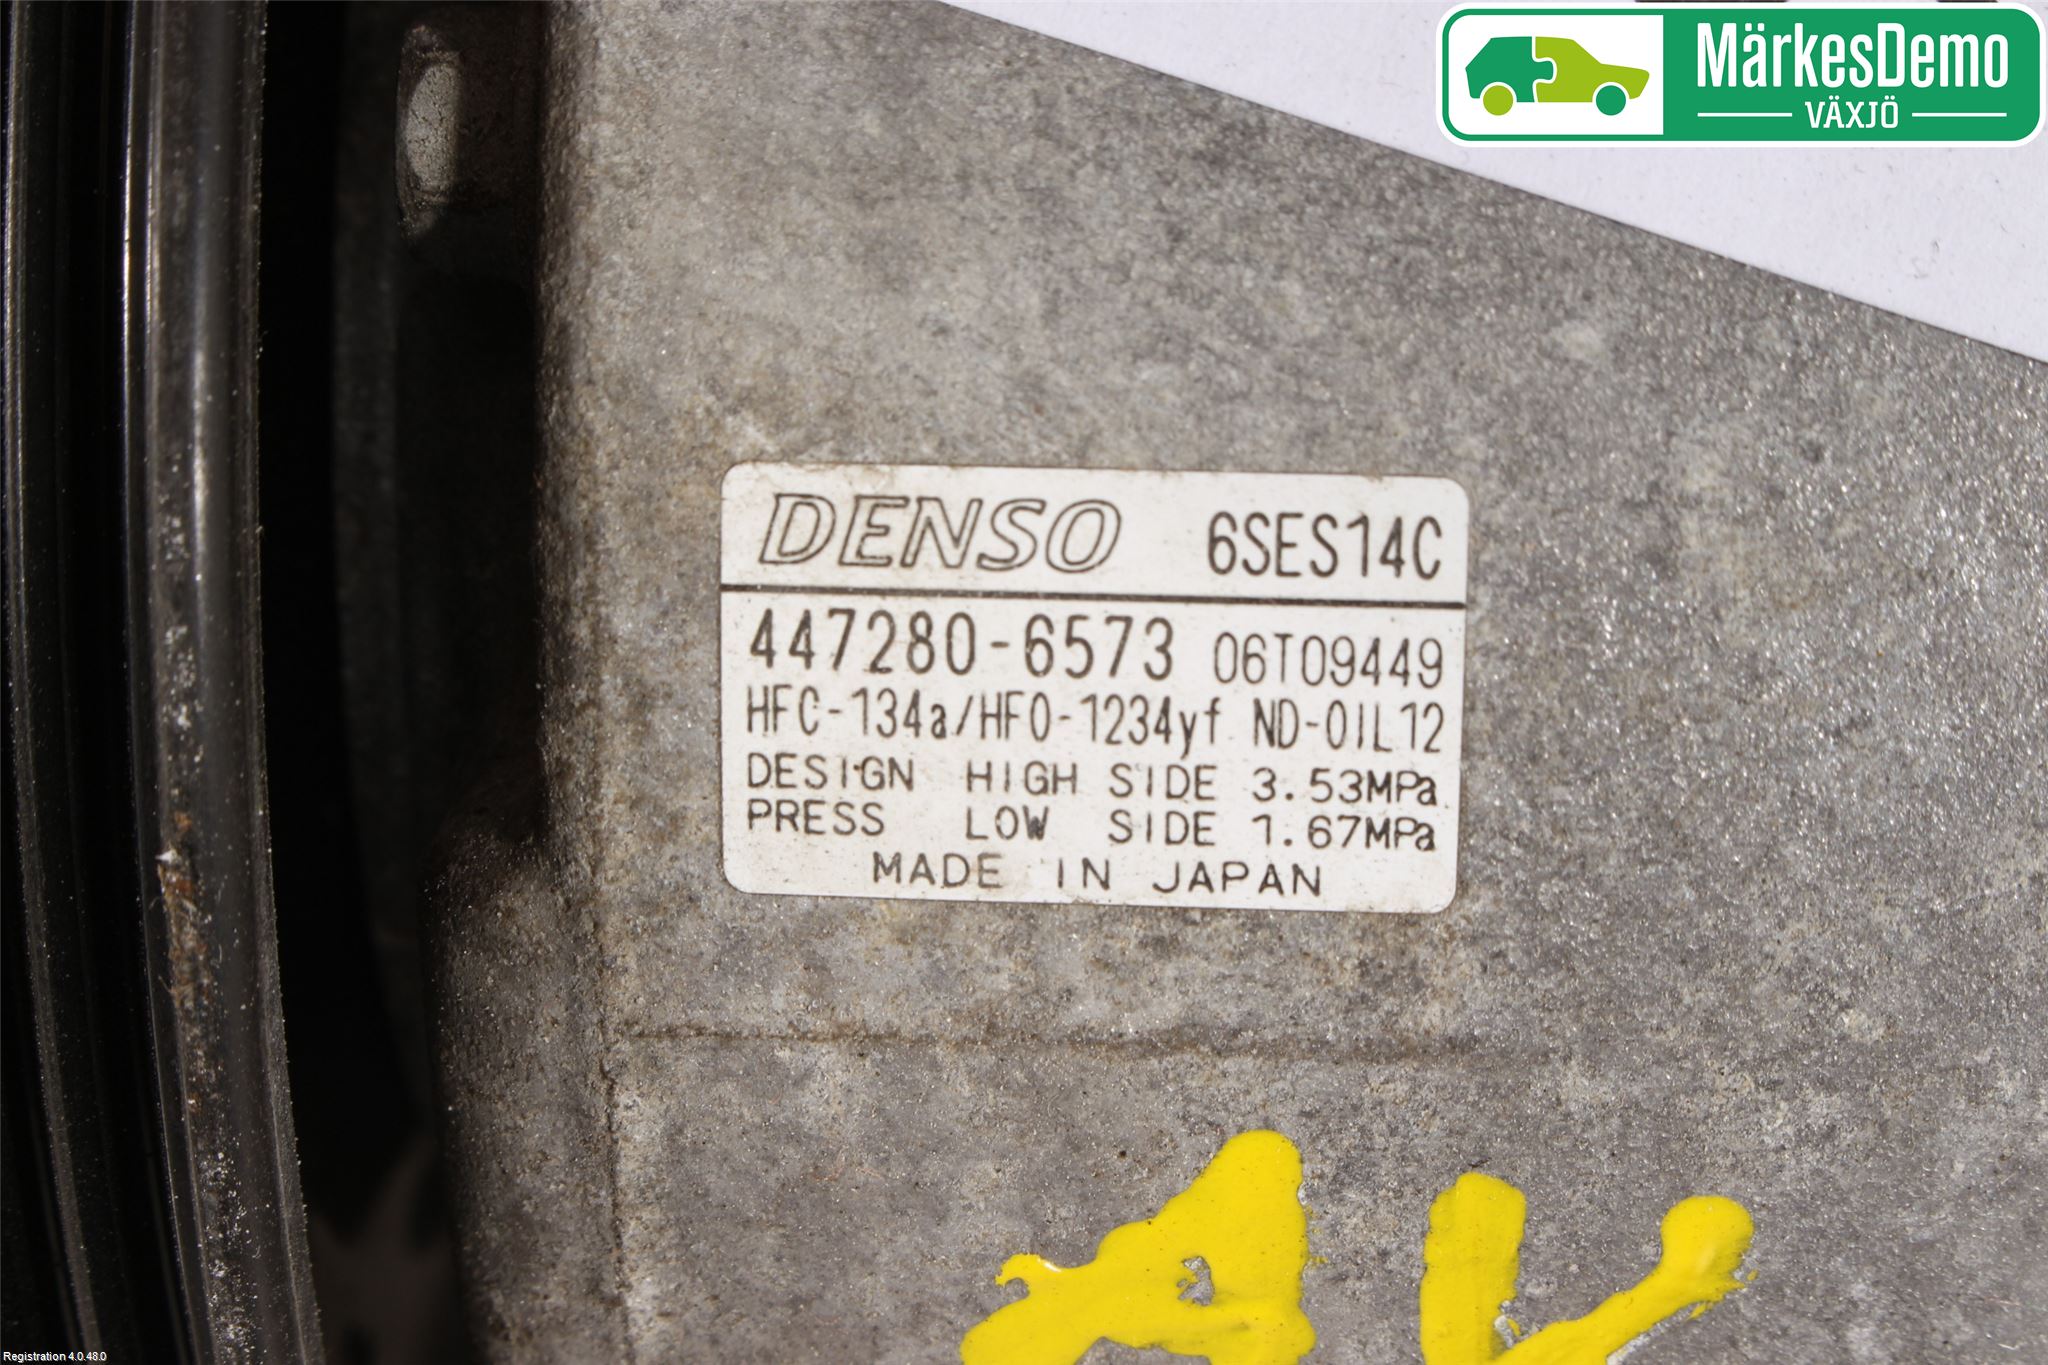 MärkesDemo
VÄXJÖ
DENSO 6SES14C
447280-6573 06T09449
HFC-134a/HFO-1234yf ND-OIL12
DESIGN HIGH SIDE 3.53MPa
PRESS LOW SIDE 1.67MPa
MADE IN JAPAN
AK
Registration 4.0.48.0